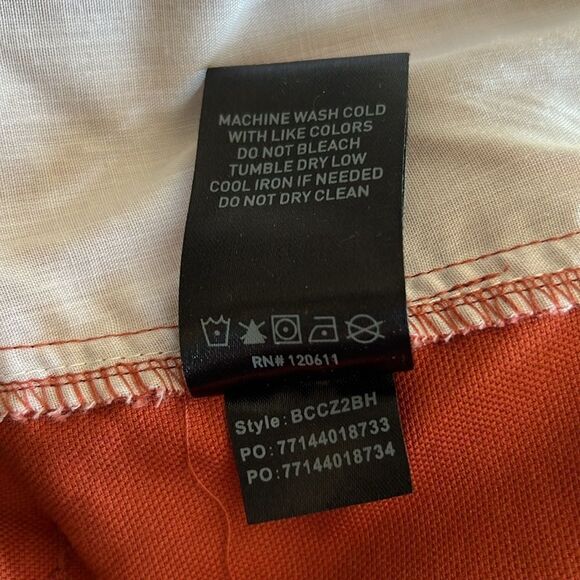 MACHINE WASH COLD
WITH LIKE COLORS
DO NOT BLEACH
TUMBLE DRY LOW
COOL IRON IF NEEDED
DO NOT DRY CLEAN
RN# 120611
Style: BCCZ2BH
PO: 77144018733
PO: 77144018734